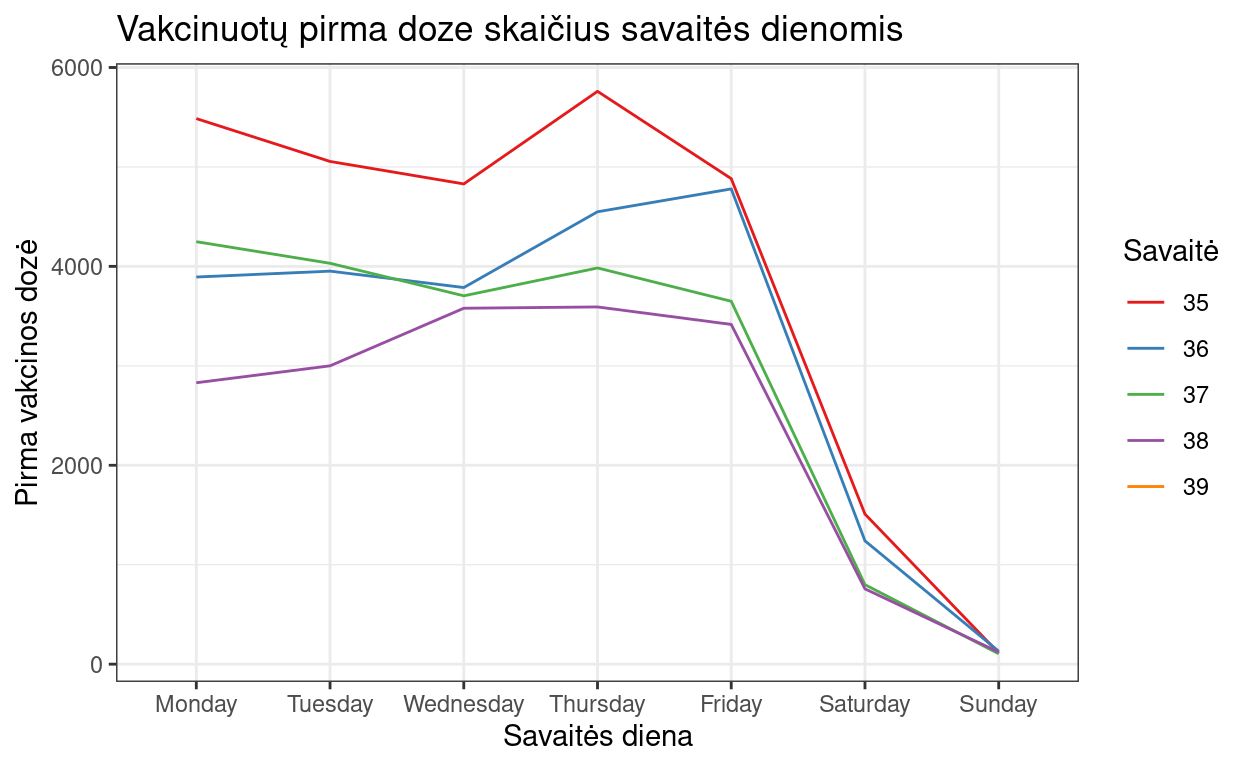 Vakcinuotų pirma doze skaičius savaitės dienomis
6000
4000
2000
0
Pirma vakcinos dozė
Monday
Tuesday
Wednesday
Thursday
Friday
Saturday
Sunday
Savaitės diena
Savaitė
35
36
37
38
39